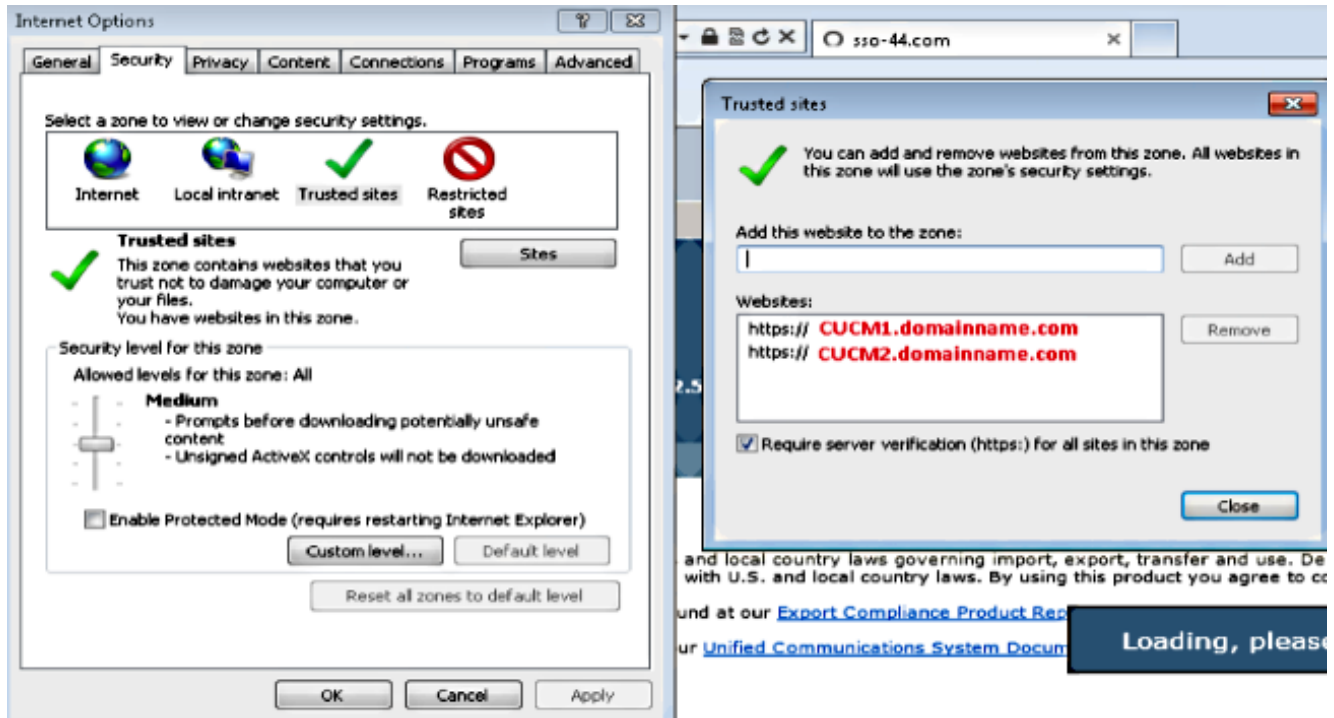 Internet Options
General Security Privacy Content Connections Programs Advanced
Select a zone to view or change security settings.
Internet Local intranet Trusted sites Restricted sites
Trusted sites
This zone contains websites that you
trust not to damage your computer or
your files.
You have websites in this zone.
Sites
Security level for this zone
Allowed levels for this zone: All
Medium
- Prompts before downloading potentially unsafe
content
- Unsigned ActiveX controls will not be downloaded
Enable Protected Mode (requires restarting Internet Explorer)
Custom level... Default level
Reset all zones to default level
OK Cancel Apply
sso-44.com
Trusted sites
You can add and remove websites from this zone. All websites in
this zone will use the zone's security settings.
Add this website to the zone:
Add
Websites:
https:// CUCM1.domainname.com
https:// CUCM2.domainname.com
Remove
Require server verification (https:) for all sites in this zone
Close
and local country laws governing import, export, transfer and use. De
with U.S. and local country laws. By using this product you agree to co
und at our Export Compliance Product Rep
ur Unified Communications System Docum
Loading, please